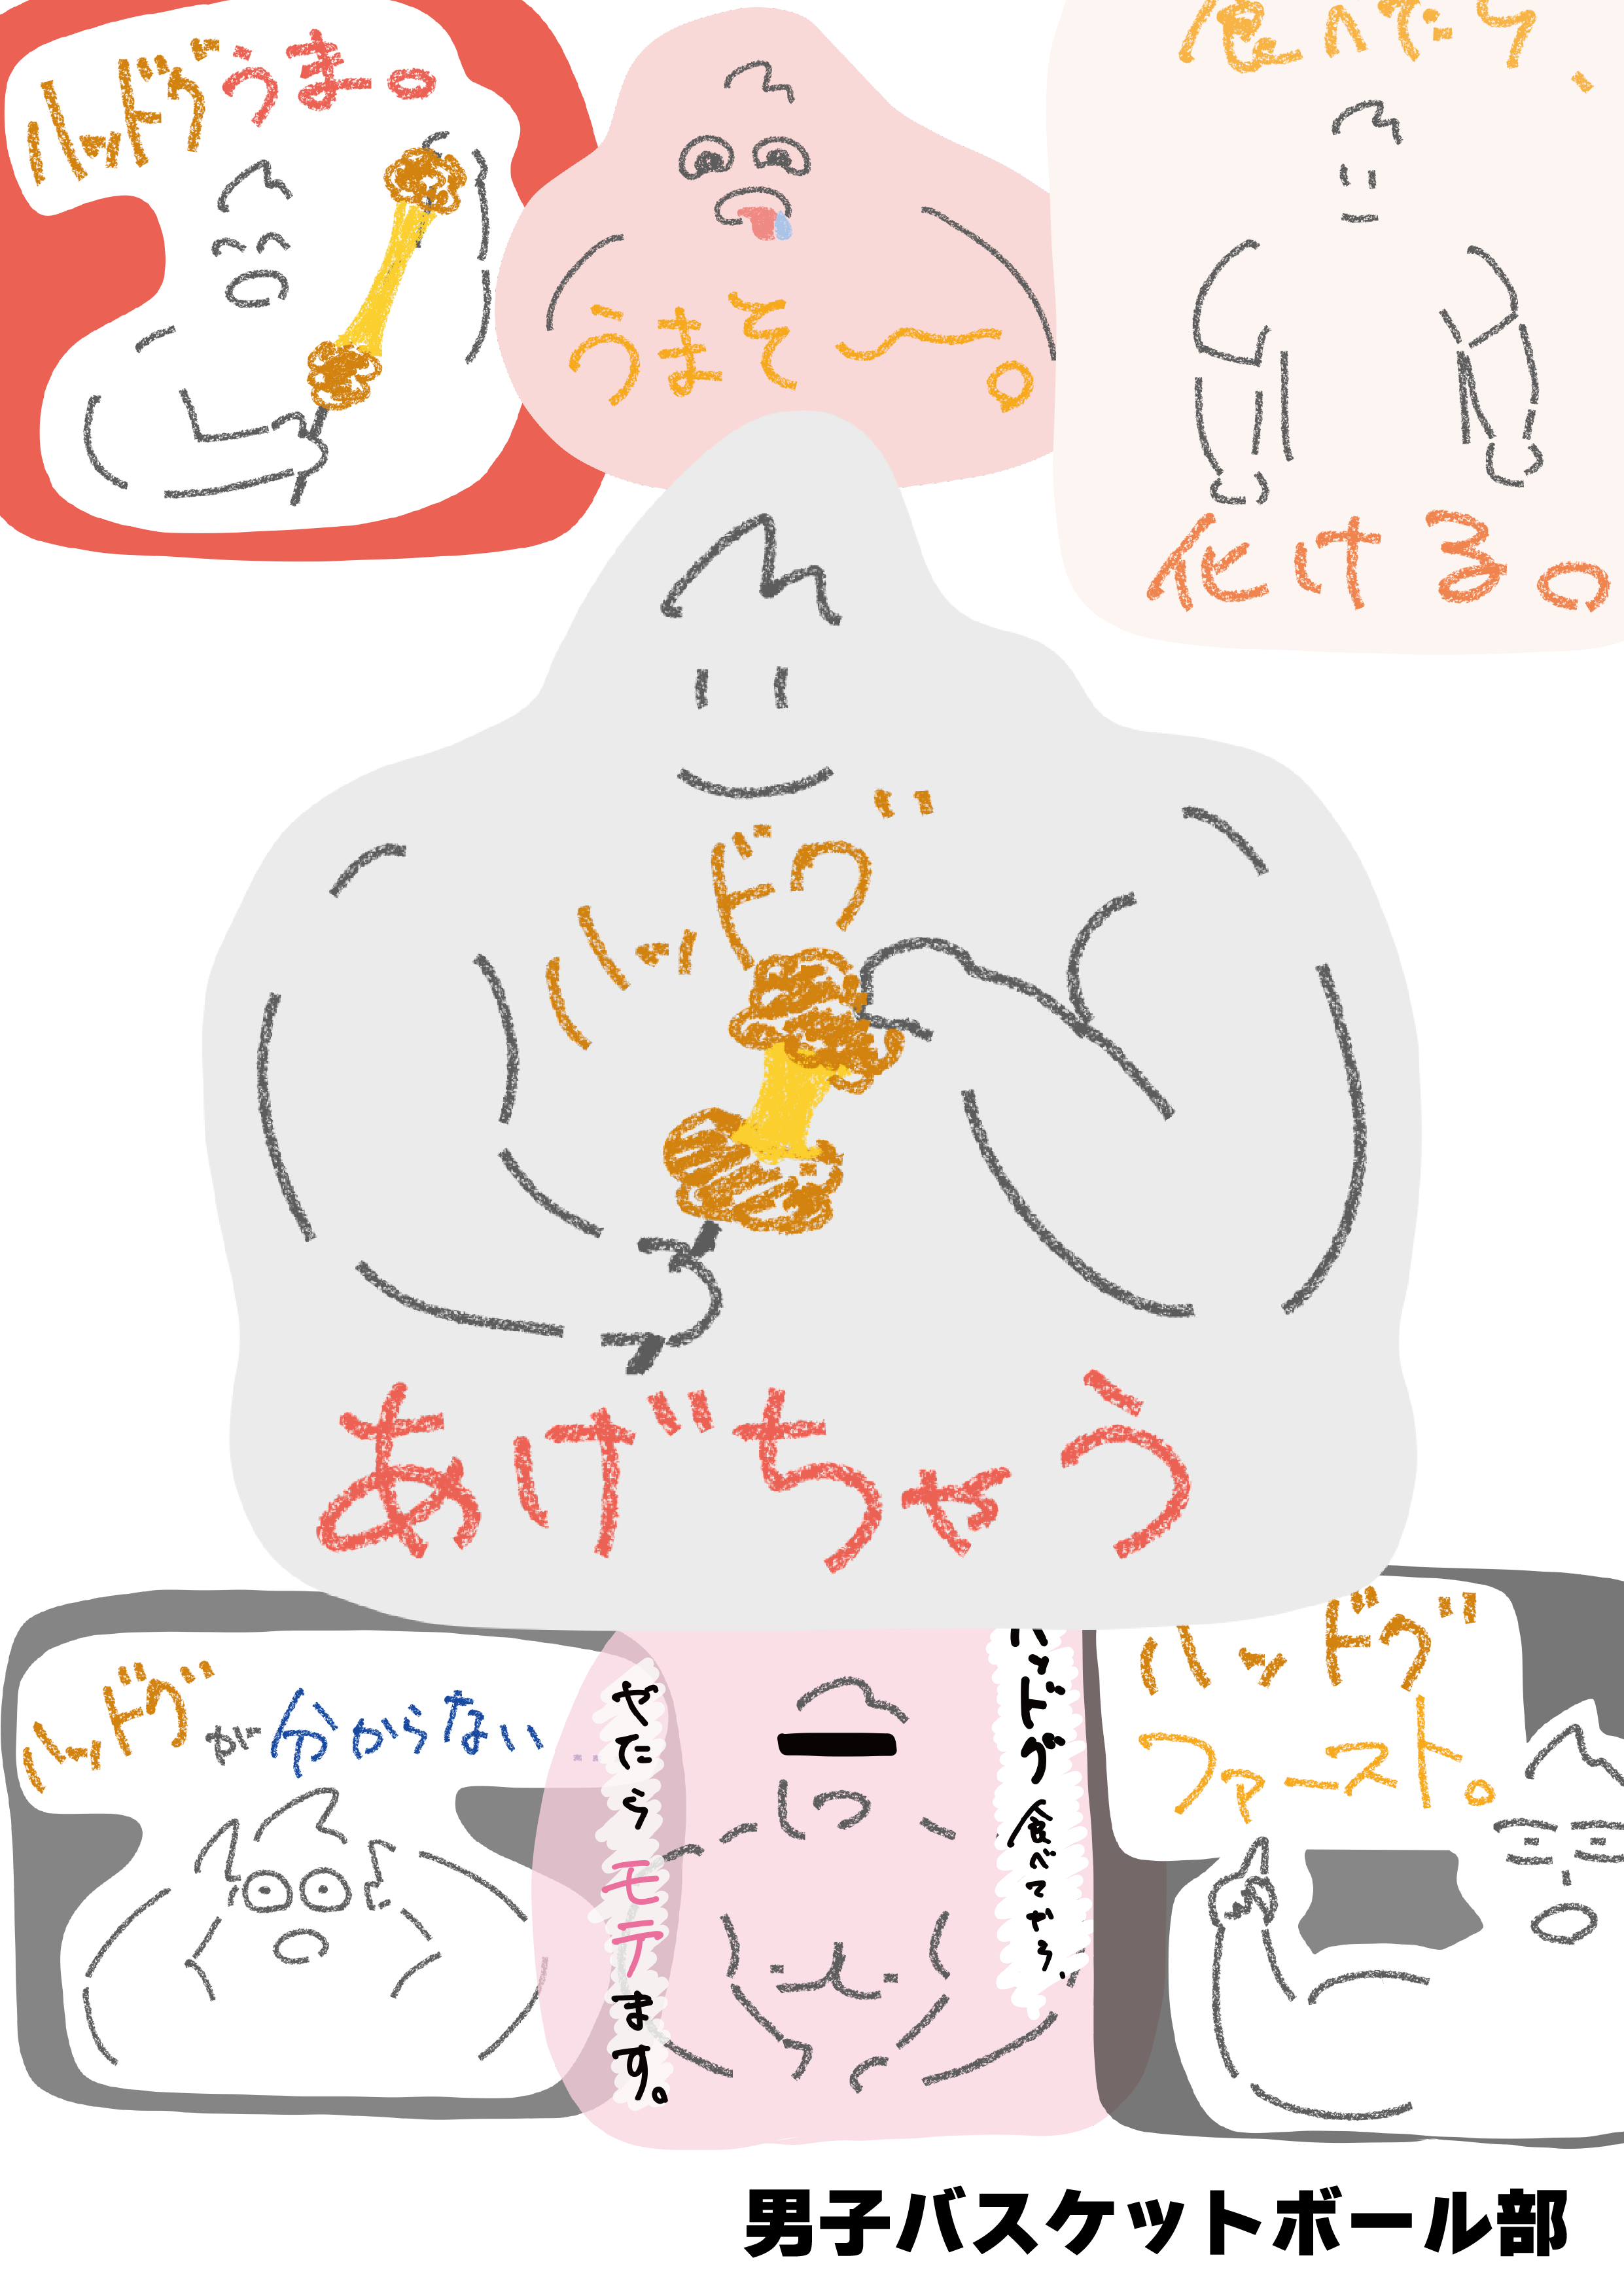 ハッドグうま。
うまそ〜。
食べたら、
化ける。
ハッドグ
あげちゃう
ハッドグが分からない…
ハッドグ食べてから、
やたらモテます。
ハッドグ
ファースト。
男子バスケットボール部